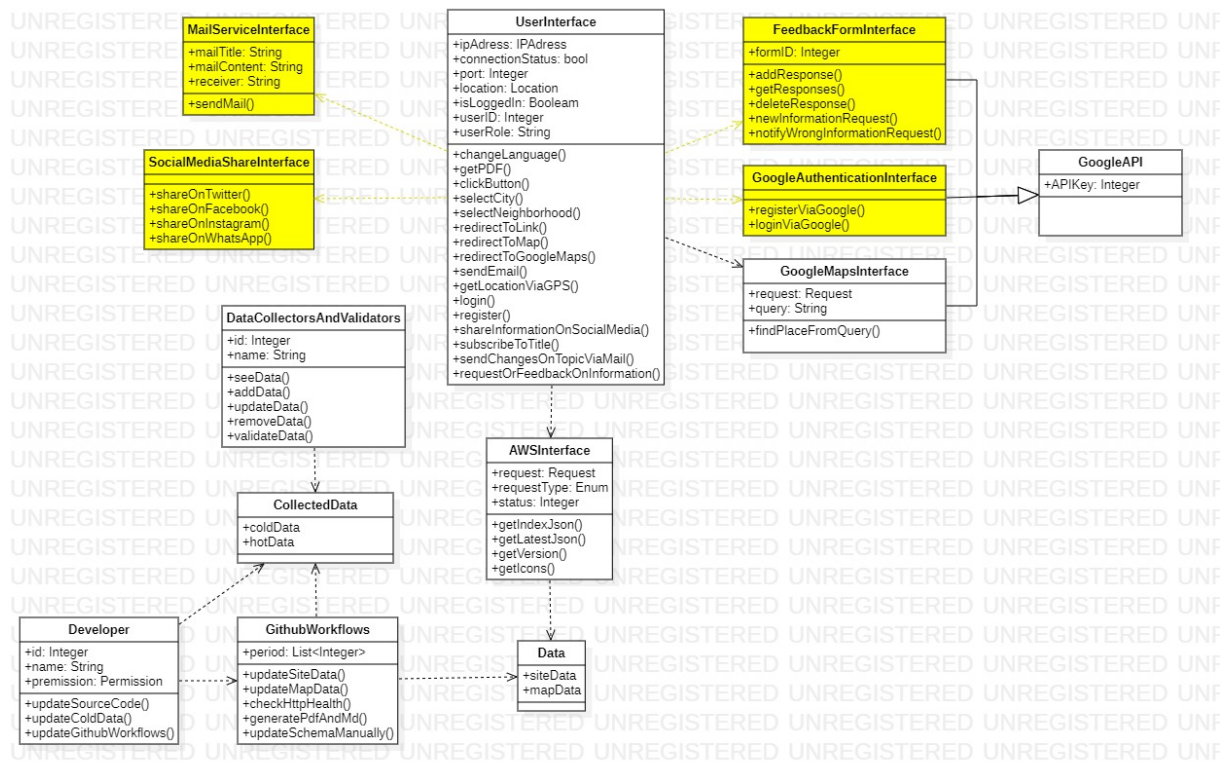 MailServiceInterface
+mailTitle: String
+mailContent: String
+receiver: String
+sendMail()
SocialMediaShareInterface
+shareOnTwitter()
+shareOnFacebook()
+shareOnInstagram()
+shareOnWhatsApp()
UserInterface
+ipAdress: IPAdress
+connectionStatus: bool
+port: Integer
+location: Location
+isLoggedIn: Booleam
+userID: Integer
+userRole: String
+changeLanguage()
+getPDF()
+clickButton()
+selectCity()
+selectNeighborhood()
+redirectToLink()
+redirectToMap()
+redirectToGoogleMaps()
+sendEmail()
+getLocationViaGPS()
+login()
+register()
+shareInformationOnSocialMedia()
+subscribeToTitle()
+sendChangesOnTopicViaMail()
+requestOrFeedbackOnInformation()
FeedbackFormInterface
+formID: Integer
+addResponse()
+getResponses()
+deleteResponse()
+newInformationRequest()
+notifyWrongInformationRequest()
GoogleAuthenticationInterface
+registerViaGoogle()
+loginViaGoogle()
GoogleAPI
+APIKey: Integer
GoogleMapsInterface
+request: Request
+query: String
+findPlaceFromQuery()
DataCollectorsAndValidators
+id: Integer
+name: String
+seeData()
+addData()
+updateData()
+removeData()
+validateData()
AWSInterface
+request: Request
+requestType: Enum
+status: Integer
+getIndexJson()
+getLatestJson()
+getVersion()
+getIcons()
CollectedData
+coldData
+hotData
Developer
+id: Integer
+name: String
+premission: Permission
+updateSourceCode()
+updateColdData()
+updateGithubWorkflows()
GithubWorkflows
+period: List<Integer>
+updateSiteData()
+updateMapData()
+checkHttpHealth()
+generatePdfAndMd()
+updateSchemaManually()
Data
+siteData
+mapData
UNREGISTERED